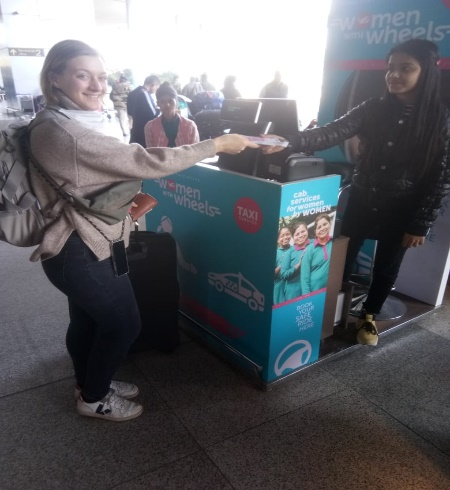 women
WITH wheels
women
WITH wheels
TAXI
cab
services
for women
by WOMEN
BOOK
YOUR
SAFE
RIDE
HERE